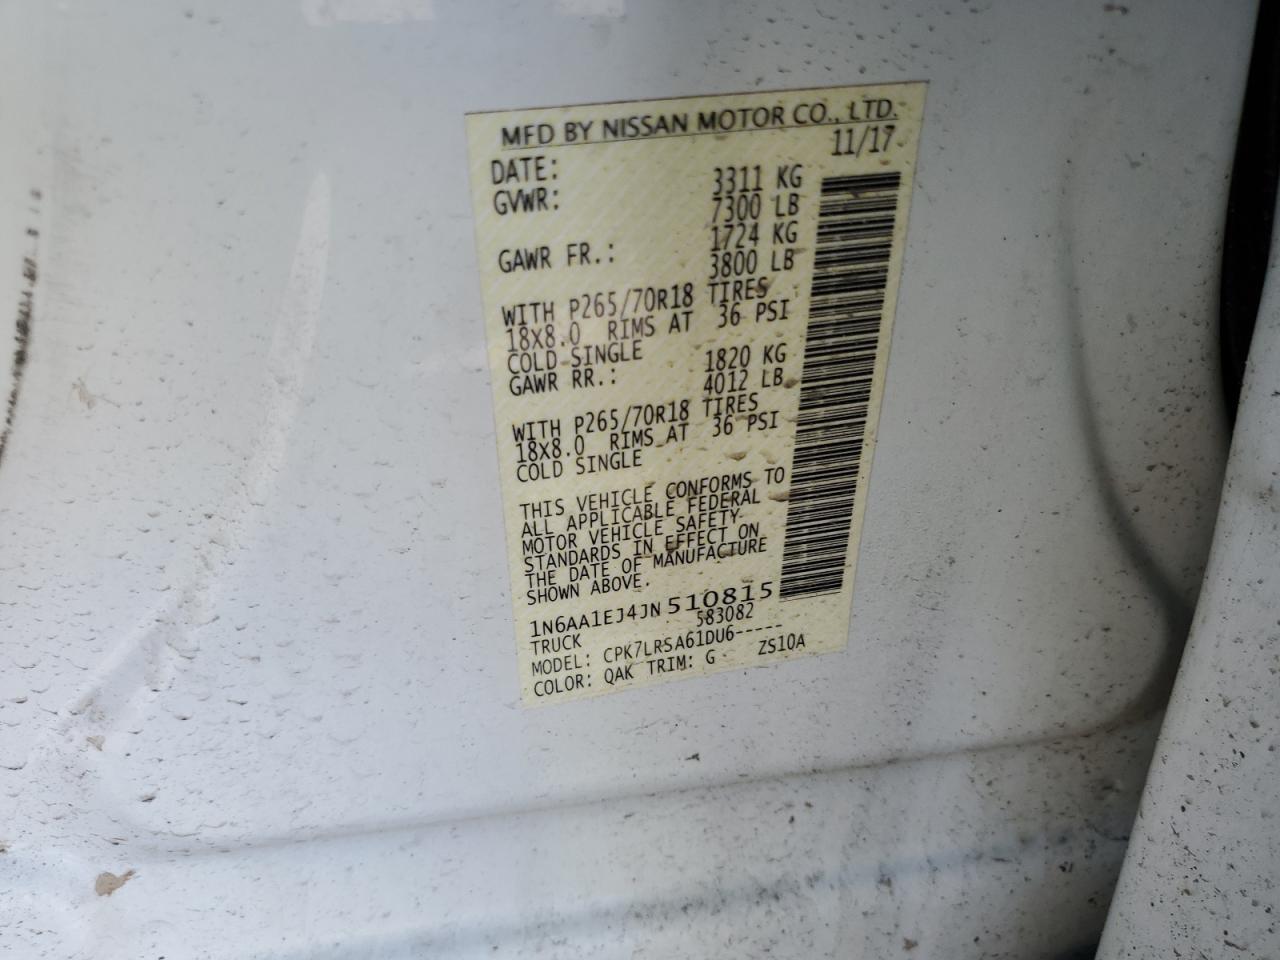 MFD BY NISSAN MOTOR CO., LTD.
DATE: 11/17
GVWR: 3311 KG
7300 LB
GAWR FR.: 1724 KG
3800 LB
WITH P265/70R18 TIRES
18X8.0 RIMS AT 36 PSI
COLD SINGLE
GAWR RR.: 1820 KG
4012 LB
WITH P265/70R18 TIRES
18X8.0 RIMS AT 36 PSI
COLD SINGLE
THIS VEHICLE CONFORMS TO
ALL APPLICABLE FEDERAL
MOTOR VEHICLE SAFETY
STANDARDS IN EFFECT ON
THE DATE OF MANUFACTURE
SHOWN ABOVE.
1N6AA1EJ4JN510815
TRUCK 583082
MODEL: CPK7LRSA61DU6-----
COLOR: QAK TRIM: G ZS10A